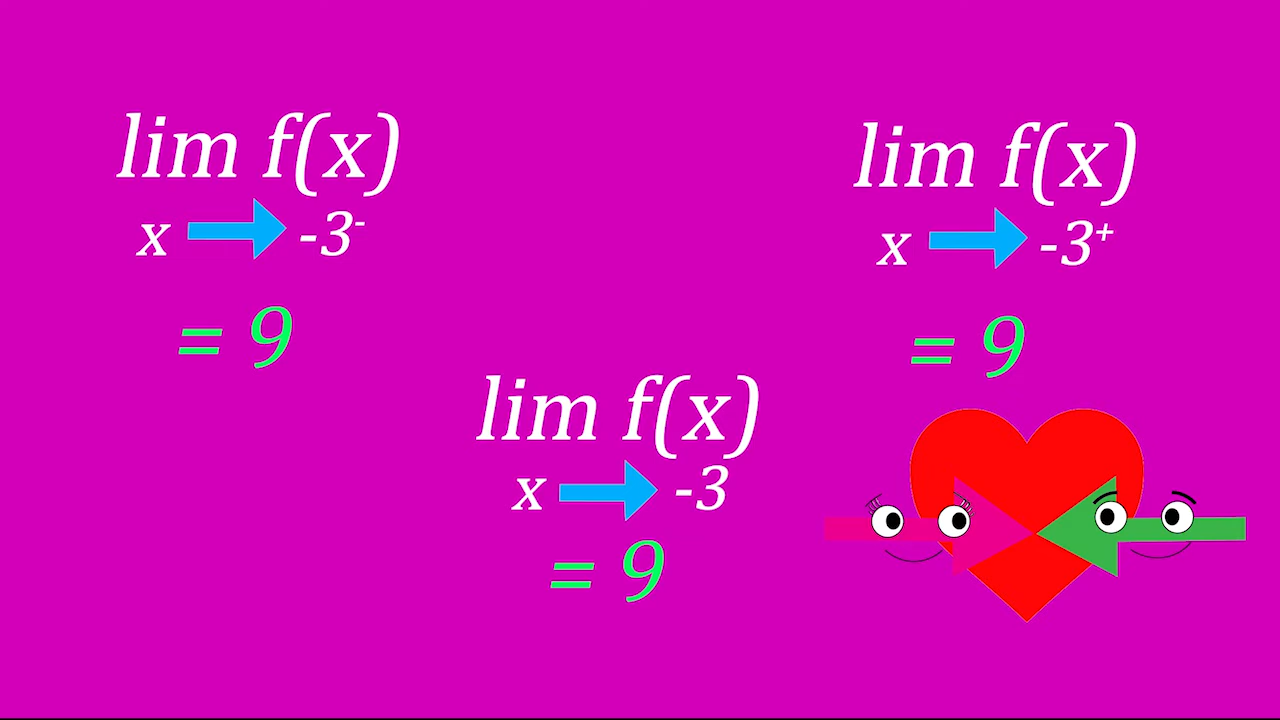 lim f(x)
x → -3⁻
= 9
lim f(x)
x → -3⁺
= 9
lim f(x)
x → -3
= 9